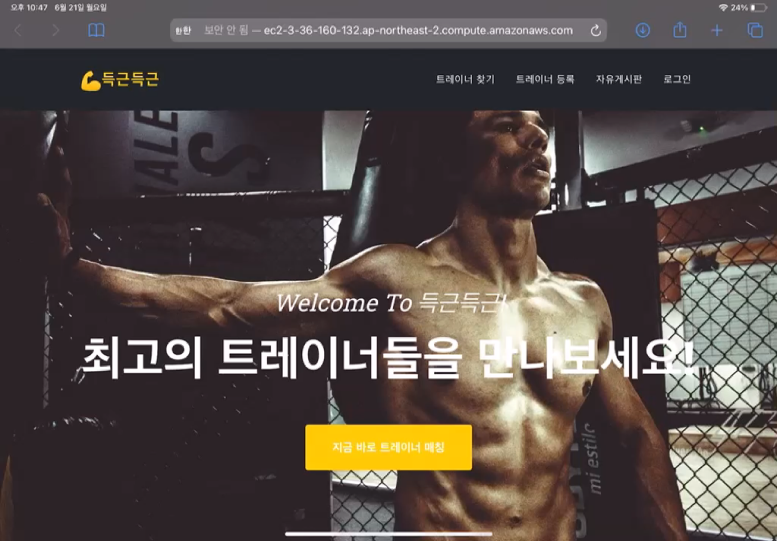 오후 10:47 6월 21일 월요일
24%
보안 안 됨 — ec2-3-36-160-132.ap-northeast-2.compute.amazonaws.com
득근득근
트레이너 찾기 트레이너 등록 자유게시판 로그인
VALE
S
Welcome To 득근득근!
최고의 트레이너들을 만나보세요!
지금 바로 트레이너 매칭
mi estilo